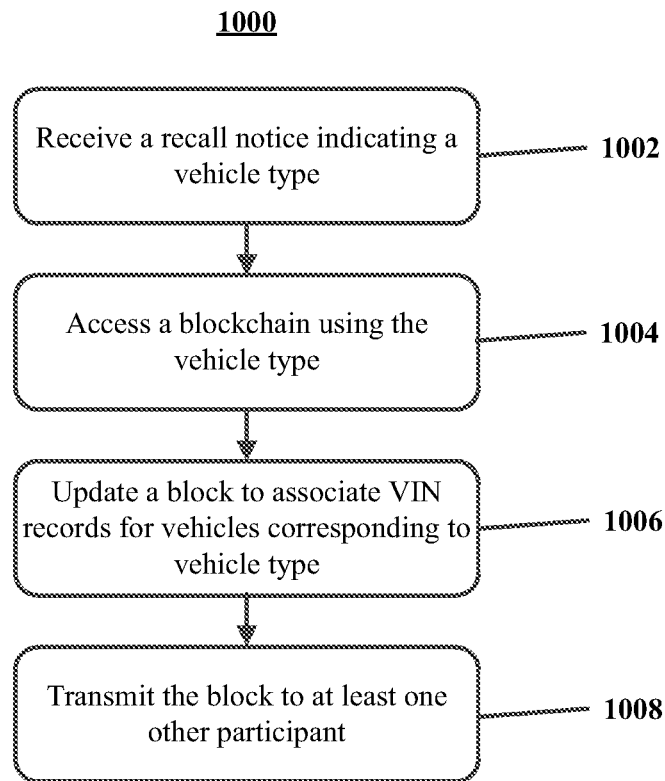 1000
Receive a recall notice indicating a
vehicle type
1002
Access a blockchain using the
vehicle type
1004
Update a block to associate VIN
records for vehicles corresponding to
vehicle type
1006
Transmit the block to at least one
other participant
1008